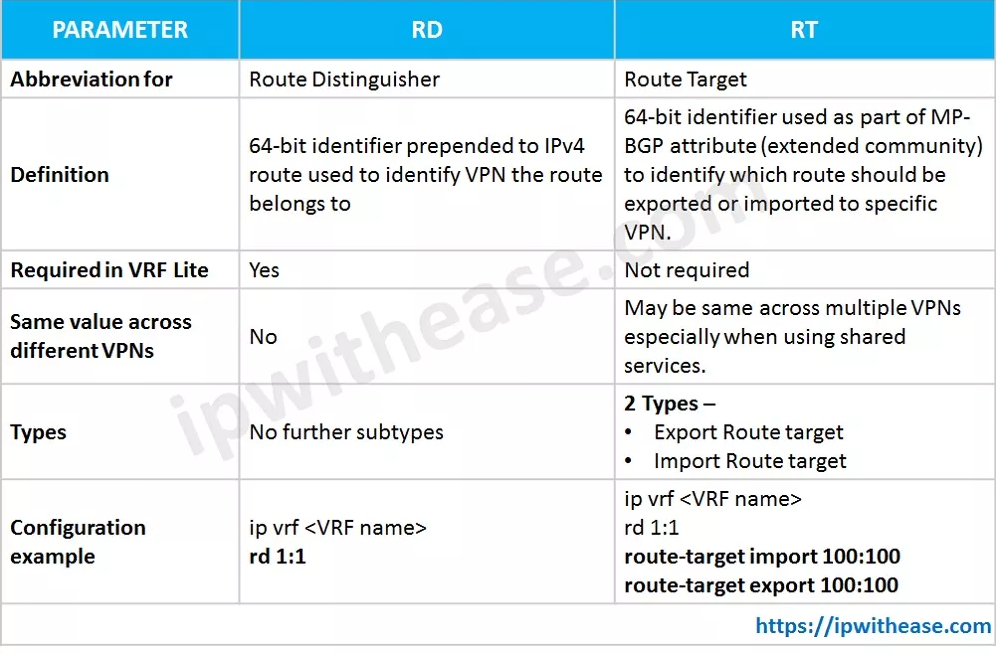 PARAMETER
RD
RT
Abbreviation for
Route Distinguisher
Route Target
Definition
64-bit identifier prepended to IPv4
route used to identify VPN the route
belongs to
64-bit identifier used as part of MP-
BGP attribute (extended community)
to identify which route should be
exported or imported to specific
VPN.
Required in VRF Lite
Yes
Not required
Same value across
different VPNs
No
May be same across multiple VPNs
especially when using shared
services.
Types
No further subtypes
2 Types –
• Export Route target
• Import Route target
Configuration
example
ip vrf <VRF name>
rd 1:1
ip vrf <VRF name>
rd 1:1
route-target import 100:100
route-target export 100:100
https://ipwithease.com
ipwithease.com